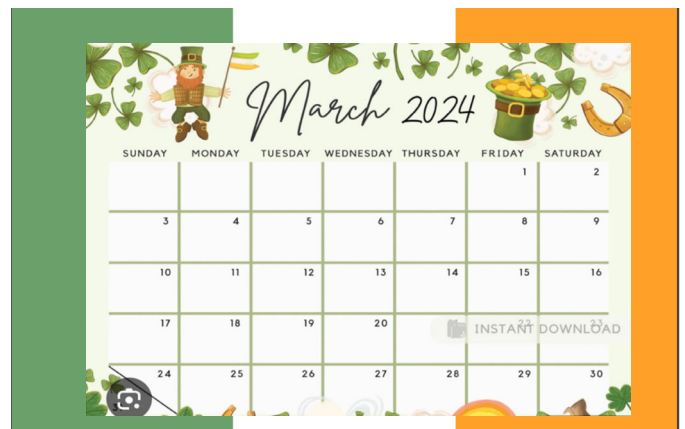 March 2024
SUNDAY MONDAY TUESDAY WEDNESDAY THURSDAY FRIDAY SATURDAY
1 2
3 4 5 6 7 8 9
10 11 12 13 14 15 16
17 18 19 20 22 23
INSTANT DOWNLOAD
24 25 26 27 28 29 30